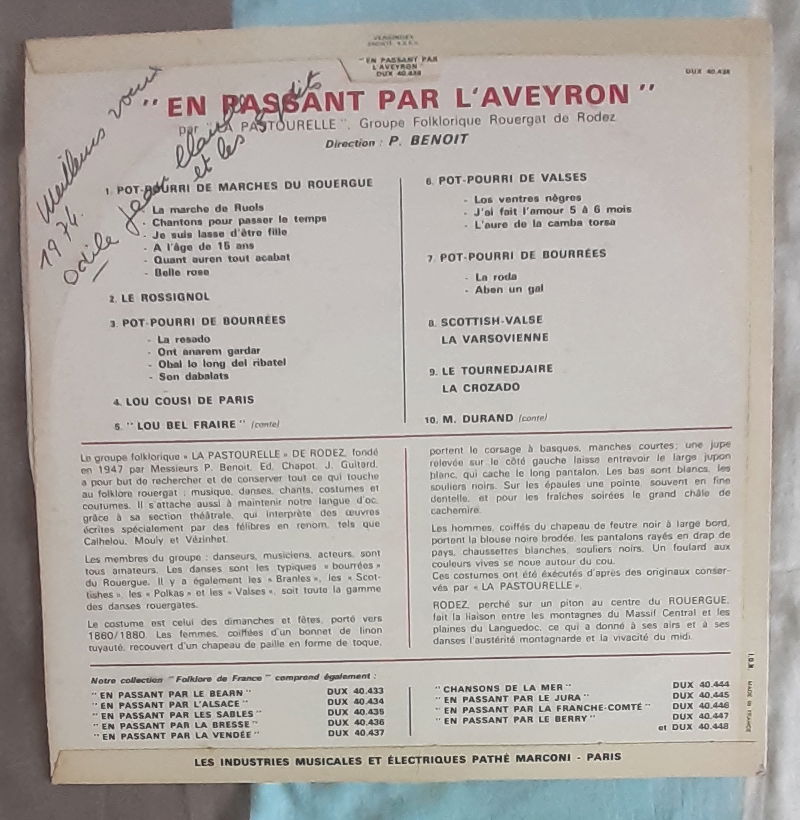 "EN PASSANT PAR
L'AVEYRON"
DUX 40.438
DUX 40.438
"EN PASSANT PAR L'AVEYRON"
par "LA PASTOURELLE", Groupe Folklorique Rouergat de Rodez
Direction : P. BENOIT
Meilleurs voeux
1974.
Odile Jean Claude
et les petits
1. POT-POURRI DE MARCHES DU ROUERGUE
- La marche de Ruols
- Chantons pour passer le temps
- Je suis lasse d'être fille
- A l'âge de 15 ans
- Quant auren tout acabat
- Belle rose
2. LE ROSSIGNOL
3. POT-POURRI DE BOURRÉES
- La resado
- Ont anarem gardar
- Obal lo long del ribatel
- Son dabalats
4. LOU COUSI DE PARIS
5. "LOU BEL FRAIRE" (conte)
6. POT-POURRI DE VALSES
- Los ventres nègres
- J'ai fait l'amour 5 à 6 mois
- L'aure de la camba torsa
7. POT-POURRI DE BOURRÉES
- La roda
- Aben un gal
8. SCOTTISH-VALSE
LA VARSOVIENNE
9. LE TOURNEDJAIRE
LA CROZADO
10. M. DURAND (conte)
Le groupe folklorique « LA PASTOURELLE » DE RODEZ, fondé
en 1947 par Messieurs P. Benoit, Ed. Chapot, J. Guitard,
a pour but de rechercher et de conserver tout ce qui touche
au folklore rouergat : musique, danses, chants, costumes et
coutumes. Il s'attache aussi à maintenir notre langue d'oc,
grâce à sa section théâtrale, qui interprète des œuvres
écrites spécialement par des félibres en renom, tels que
Calhelou, Mouly et Vézinhet.
Les membres du groupe : danseurs, musiciens, acteurs, sont
tous amateurs. Les danses sont les typiques « bourrées »
du Rouergue. Il y a également les « Branles », les « Scot-
tishes », les « Polkas » et les « Valses », soit toute la gamme
des danses rouergates.
Le costume est celui des dimanches et fêtes, porté vers
1860/1880. Les femmes, coiffées d'un bonnet de linon
tuyauté, recouvert d'un chapeau de paille en forme de toque,
portent le corsage à basques, manches courtes; une jupe
relevée sur le côté gauche laisse entrevoir le large jupon
blanc, qui cache le long pantalon. Les bas sont blancs, les
souliers noirs. Sur les épaules une pointe, souvent en fine
dentelle, et pour les fraîches soirées le grand châle de
cachemire.
Les hommes, coiffés du chapeau de feutre noir à large bord,
portent la blouse noire brodée, les pantalons rayés en drap de
pays, chaussettes blanches, souliers noirs. Un foulard aux
couleurs vives se noue autour du cou.
Ces costumes ont été éxécutés d'après des originaux conser-
vés par « LA PASTOURELLE ».
RODEZ, perché sur un piton au centre du ROUERGUE,
fait la liaison entre les montagnes du Massif Central et les
plaines du Languedoc, ce qui a donné à ses airs et à ses
danses l'austérité montagnarde et la vivacité du midi.
Notre collection "Folklore de France" comprend également :
"EN PASSANT PAR LE BEARN" DUX 40.433
"EN PASSANT PAR L'ALSACE" DUX 40.434
"EN PASSANT PAR LES SABLES" DUX 40.435
"EN PASSANT PAR LA BRESSE" DUX 40.436
"EN PASSANT PAR LA VENDÉE" DUX 40.437
"CHANSONS DE LA MER" DUX 40.444
"EN PASSANT PAR LE JURA" DUX 40.445
"EN PASSANT PAR LA FRANCHE-COMTÉ" DUX 40.446
"EN PASSANT PAR LE BERRY" DUX 40.447
et DUX 40.448
MADE IN FRANCE
LES INDUSTRIES MUSICALES ET ÉLECTRIQUES PATHÉ MARCONI - PARIS